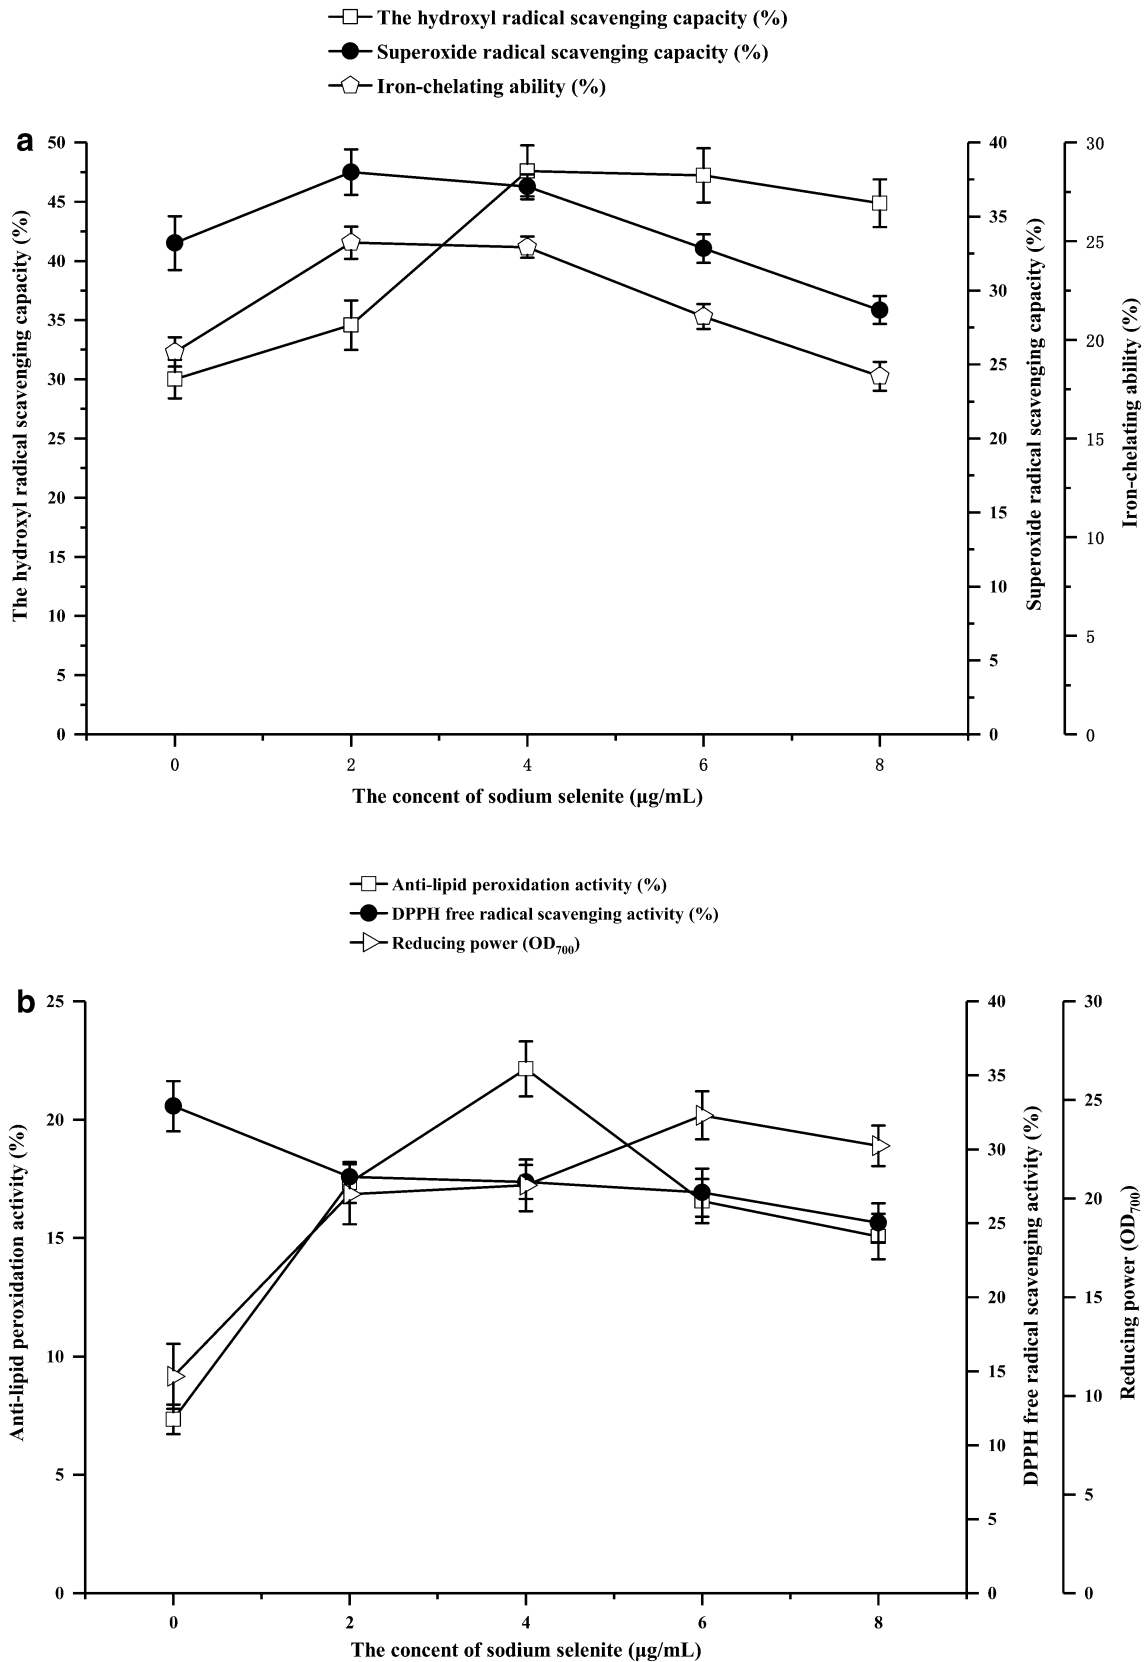 The hydroxyl radical scavenging capacity (%)
Superoxide radical scavenging capacity (%)
Iron-chelating ability (%)
a
50
45
40
35
30
25
20
15
10
5
0
The hydroxyl radical scavenging capacity (%)
40
35
30
25
20
15
10
5
0
Superoxide radical scavenging capacity (%)
30
25
20
15
10
5
0
Iron-chelating ability (%)
0 2 4 6 8
The concent of sodium selenite (μg/mL)
Anti-lipid peroxidation activity (%)
DPPH free radical scavenging activity (%)
Reducing power (OD700)
b
25
20
15
10
5
0
Anti-lipid peroxidation activity (%)
40
35
30
25
20
15
10
5
0
DPPH free radical scavenging activity (%)
30
25
20
15
10
5
0
Reducing power (OD700)
0 2 4 6 8
The concent of sodium selenite (μg/mL)